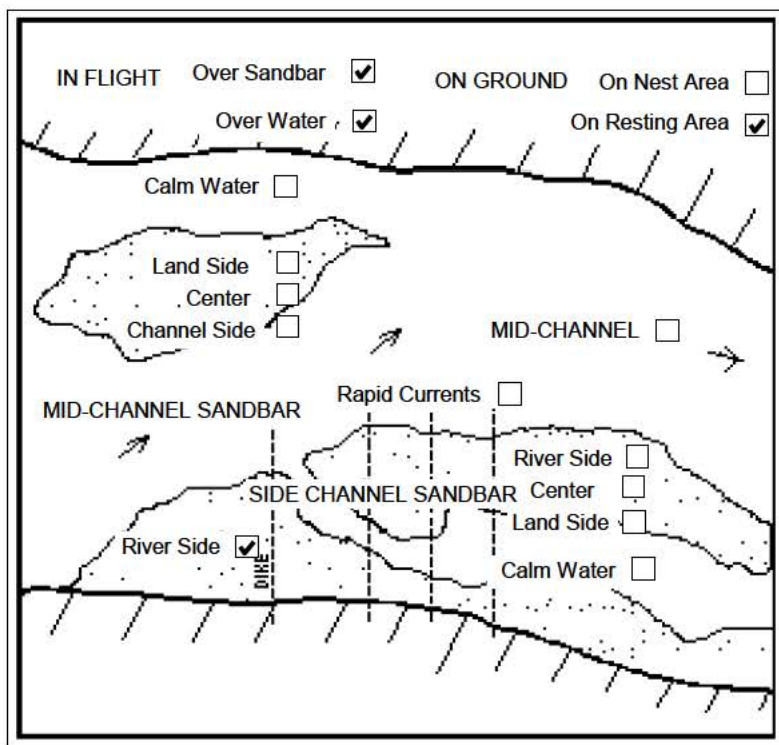 IN FLIGHT Over Sandbar ON GROUND On Nest Area
Over Water On Resting Area
Calm Water
Land Side
Center
Channel Side
MID-CHANNEL
Rapid Currents
MID-CHANNEL SANDBAR
River Side
SIDE CHANNEL SANDBAR Center
Land Side
River Side
DIKE
Calm Water